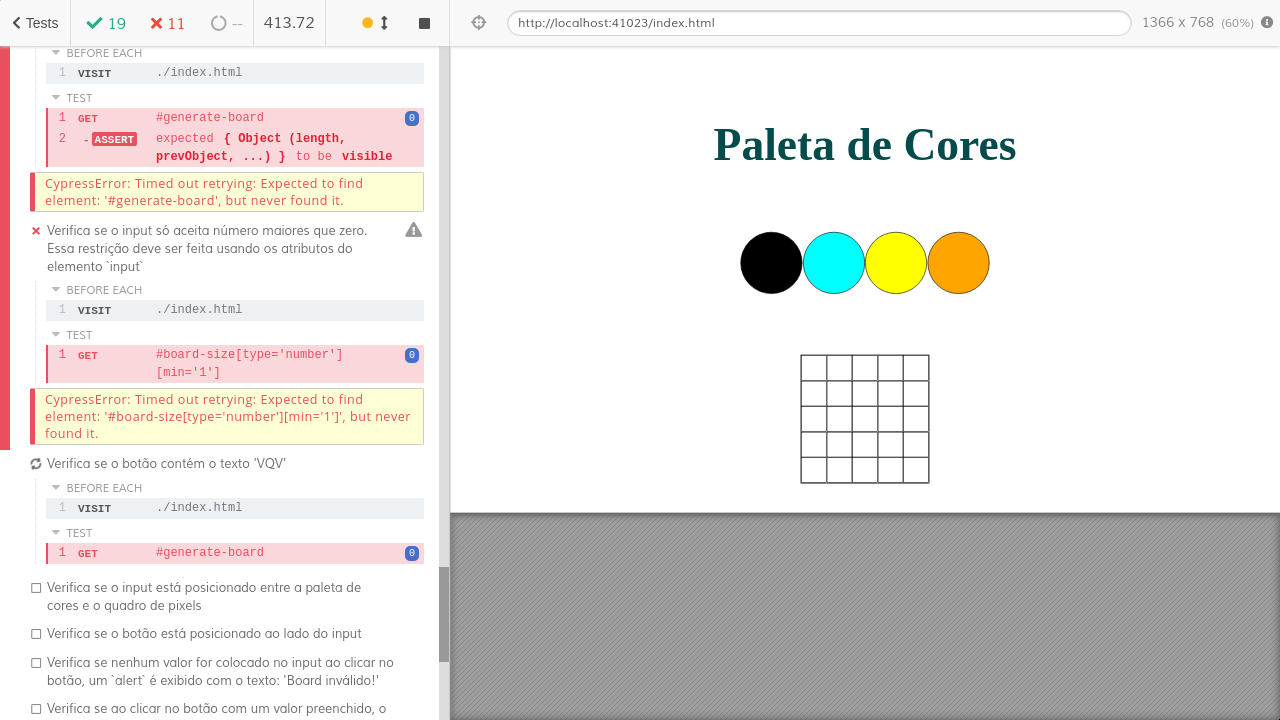 Tests 19 11 -- 413.72
http://localhost:41023/index.html 1366 x 768 (60%)
BEFORE EACH
1 VISIT ./index.html
TEST
1 GET #generate-board 0
2 - ASSERT expected { Object (length,
prevObject, ...) } to be visible
CypressError: Timed out retrying: Expected to find
element: '#generate-board', but never found it.
Verifica se o input só aceita número maiores que zero.
Essa restrição deve ser feita usando os atributos do
elemento `input`
BEFORE EACH
1 VISIT ./index.html
TEST
1 GET #board-size[type='number'] 0
[min='1']
CypressError: Timed out retrying: Expected to find
element: '#board-size[type='number'][min='1']', but never
found it.
Verifica se o botão contém o texto 'VQV'
BEFORE EACH
1 VISIT ./index.html
TEST
1 GET #generate-board 0
Verifica se o input está posicionado entre a paleta de
cores e o quadro de pixels
Verifica se o botão está posicionado ao lado do input
Verifica se nenhum valor for colocado no input ao clicar no
botão, um `alert` é exibido com o texto: 'Board inválido!'
Verifica se ao clicar no botão com um valor preenchido, o
Paleta de Cores